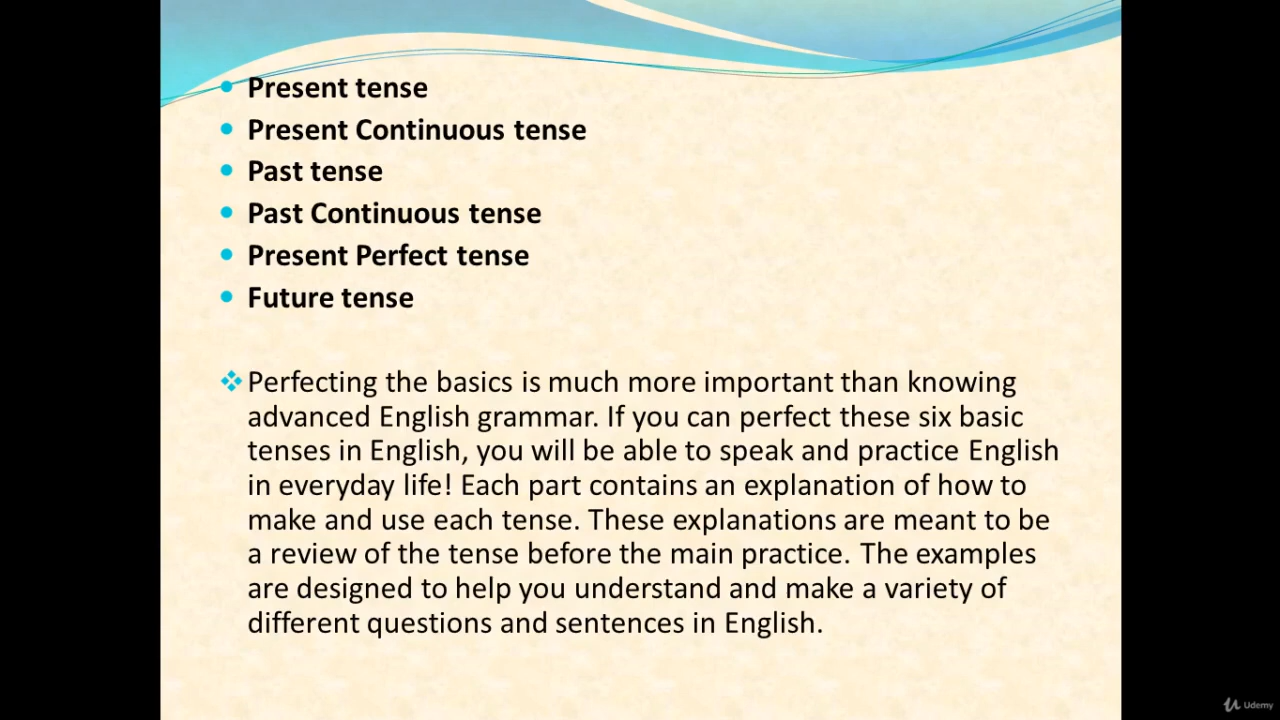 Present tense
Present Continuous tense
Past tense
Past Continuous tense
Present Perfect tense
Future tense
Perfecting the basics is much more important than knowing
advanced English grammar. If you can perfect these six basic
tenses in English, you will be able to speak and practice English
in everyday life! Each part contains an explanation of how to
make and use each tense. These explanations are meant to be
a review of the tense before the main practice. The examples
are designed to help you understand and make a variety of
different questions and sentences in English.
Udemy